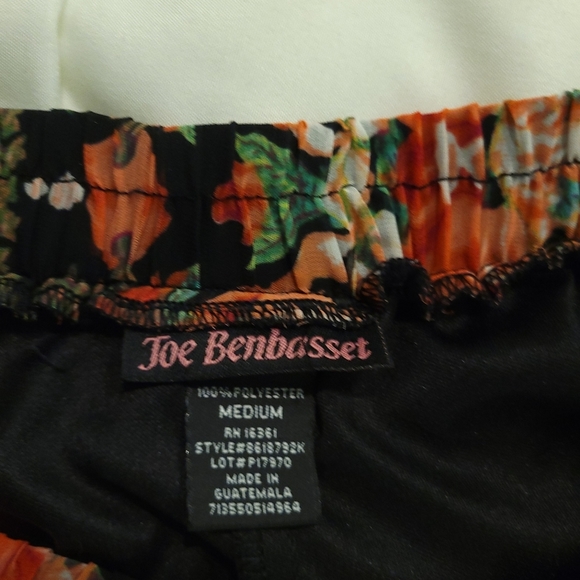 Joe Benbasset
100% POLYESTER
MEDIUM
RN 16361
STYLE#8618792K
LOT#P17970
MADE IN
GUATEMALA
713550514964